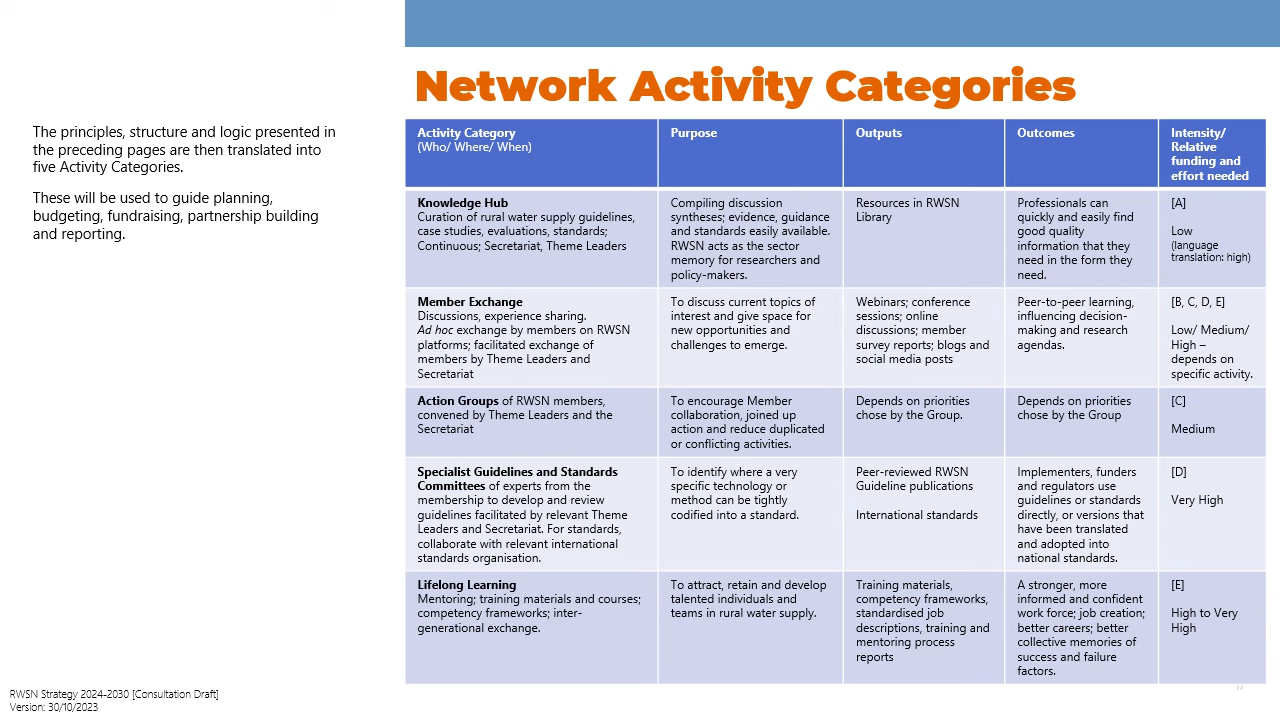 Network Activity Categories
The principles, structure and logic presented in
the preceding pages are then translated into
five Activity Categories.
These will be used to guide planning,
budgeting, fundraising, partnership building
and reporting.
Activity Category
(Who/ Where/ When)
Purpose
Outputs
Outcomes
Intensity/
Relative
funding and
effort needed
Knowledge Hub
Curation of rural water supply guidelines,
case studies, evaluations, standards;
Continuous; Secretariat, Theme Leaders
Compiling discussion
syntheses; evidence, guidance
and standards easily available.
RWSN acts as the sector
memory for researchers and
policy-makers.
Resources in RWSN
Library
Professionals can
quickly and easily find
good quality
information that they
need in the form they
need.
[A]
Low
(language
translation: high)
Member Exchange
Discussions, experience sharing.
Ad hoc exchange by members on RWSN
platforms; facilitated exchange of
members by Theme Leaders and
Secretariat
To discuss current topics of
interest and give space for
new opportunities and
challenges to emerge.
Webinars; conference
sessions; online
discussions; member
survey reports; blogs and
social media posts
Peer-to-peer learning,
influencing decision-
making and research
agendas.
[B, C, D, E]
Low/ Medium/
High –
depends on
specific activity.
Action Groups of RWSN members,
convened by Theme Leaders and the
Secretariat
To encourage Member
collaboration, joined up
action and reduce duplicated
or conflicting activities.
Depends on priorities
chose by the Group.
Depends on priorities
chose by the Group
[C]
Medium
Specialist Guidelines and Standards
Committees of experts from the
membership to develop and review
guidelines facilitated by relevant Theme
Leaders and Secretariat. For standards,
collaborate with relevant international
standards organisation.
To identify where a very
specific technology or
method can be tightly
codified into a standard.
Peer-reviewed RWSN
Guideline publications
International standards
Implementers, funders
and regulators use
guidelines or standards
directly, or versions that
have been translated
and adopted into
national standards.
[D]
Very High
Lifelong Learning
Mentoring; training materials and courses;
competency frameworks; inter-
generational exchange.
To attract, retain and develop
talented individuals and
teams in rural water supply.
Training materials,
competency frameworks,
standardised job
descriptions, training and
mentoring process
reports
A stronger, more
informed and confident
work force; job creation;
better careers; better
collective memories of
success and failure
factors.
[E]
High to Very
High
RWSN Strategy 2024-2030 [Consultation Draft]
Version: 30/10/2023